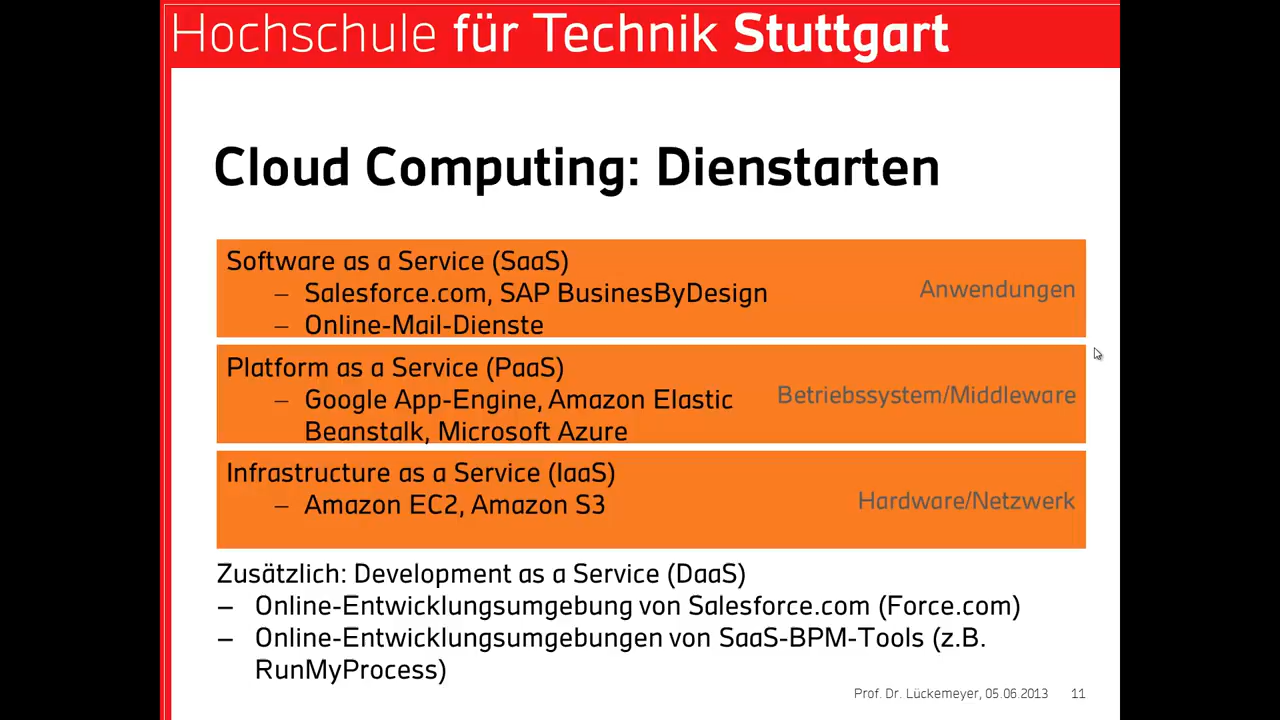 Hochschule für Technik Stuttgart
Cloud Computing: Dienstarten
Software as a Service (SaaS)
– Salesforce.com, SAP BusinesByDesign
– Online-Mail-Dienste
Anwendungen
Platform as a Service (PaaS)
– Google App-Engine, Amazon Elastic
Beanstalk, Microsoft Azure
Betriebssystem/Middleware
Infrastructure as a Service (IaaS)
– Amazon EC2, Amazon S3
Hardware/Netzwerk
Zusätzlich: Development as a Service (DaaS)
– Online-Entwicklungsumgebung von Salesforce.com (Force.com)
– Online-Entwicklungsumgebungen von SaaS-BPM-Tools (z.B.
RunMyProcess)
Prof. Dr. Lückemeyer, 05.06.2013 11